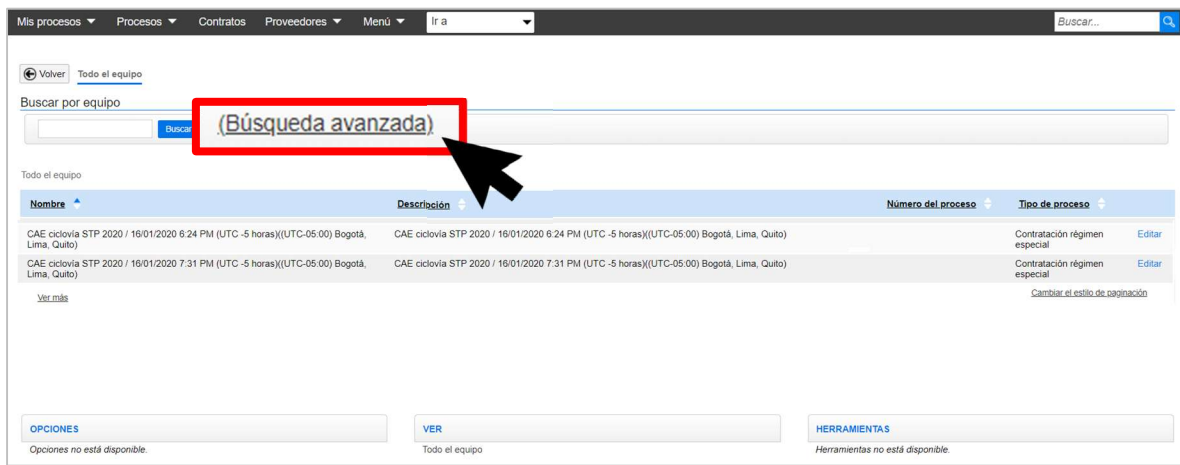 Mis procesos Procesos Contratos Proveedores Menú Ir a Buscar...
Volver Todo el equipo
Buscar por equipo
Buscar (Búsqueda avanzada)
Todo el equipo
Nombre Descripción Número del proceso Tipo de proceso
CAE ciclovía STP 2020 / 16/01/2020 6:24 PM (UTC -5 horas)((UTC-05:00) Bogotá, CAE ciclovía STP 2020 / 16/01/2020 6:24 PM (UTC -5 horas)((UTC-05:00) Bogotá, Lima, Quito) Contratación régimen Editar
Lima, Quito) especial
CAE ciclovía STP 2020 / 16/01/2020 7:31 PM (UTC -5 horas)((UTC-05:00) Bogotá, CAE ciclovía STP 2020 / 16/01/2020 7:31 PM (UTC -5 horas)((UTC-05:00) Bogotá, Lima, Quito) Contratación régimen Editar
Lima, Quito) especial
Ver más Cambiar el estilo de paginación
OPCIONES VER HERRAMIENTAS
Opciones no está disponible. Todo el equipo Herramientas no está disponible.